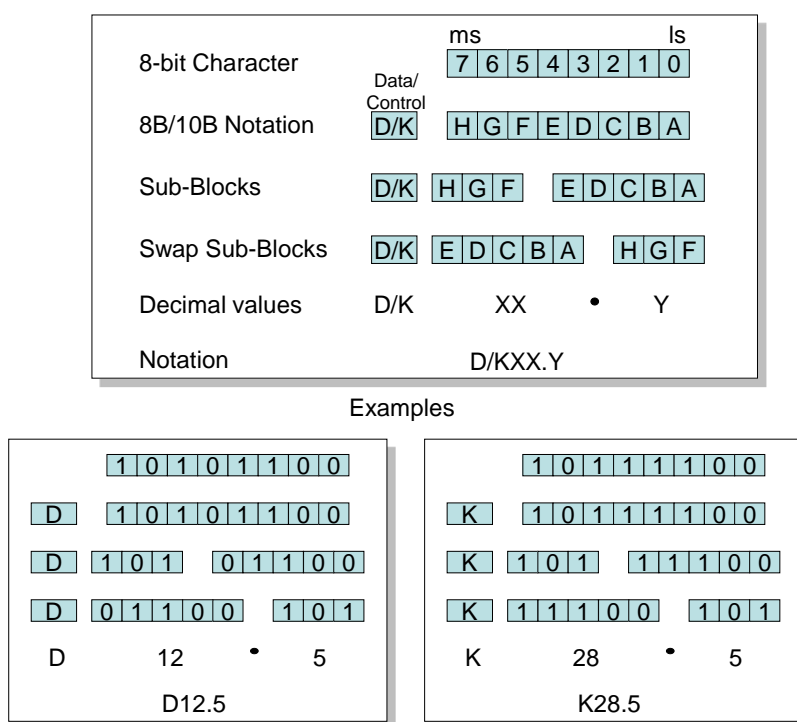 ms ls
8-bit Character 7 6 5 4 3 2 1 0
Data/
Control
8B/10B Notation D/K H G F E D C B A
Sub-Blocks D/K H G F E D C B A
Swap Sub-Blocks D/K E D C B A H G F
Decimal values D/K XX • Y
Notation D/KXX.Y
Examples
1 0 1 0 1 1 0 0
D 1 0 1 0 1 1 0 0
D 1 0 1 0 1 1 0 0
D 0 1 1 0 0 1 0 1
D 12 • 5
D12.5
1 0 1 1 1 1 0 0
K 1 0 1 1 1 1 0 0
K 1 0 1 1 1 1 0 0
K 1 1 1 0 0 1 0 1
K 28 • 5
K28.5